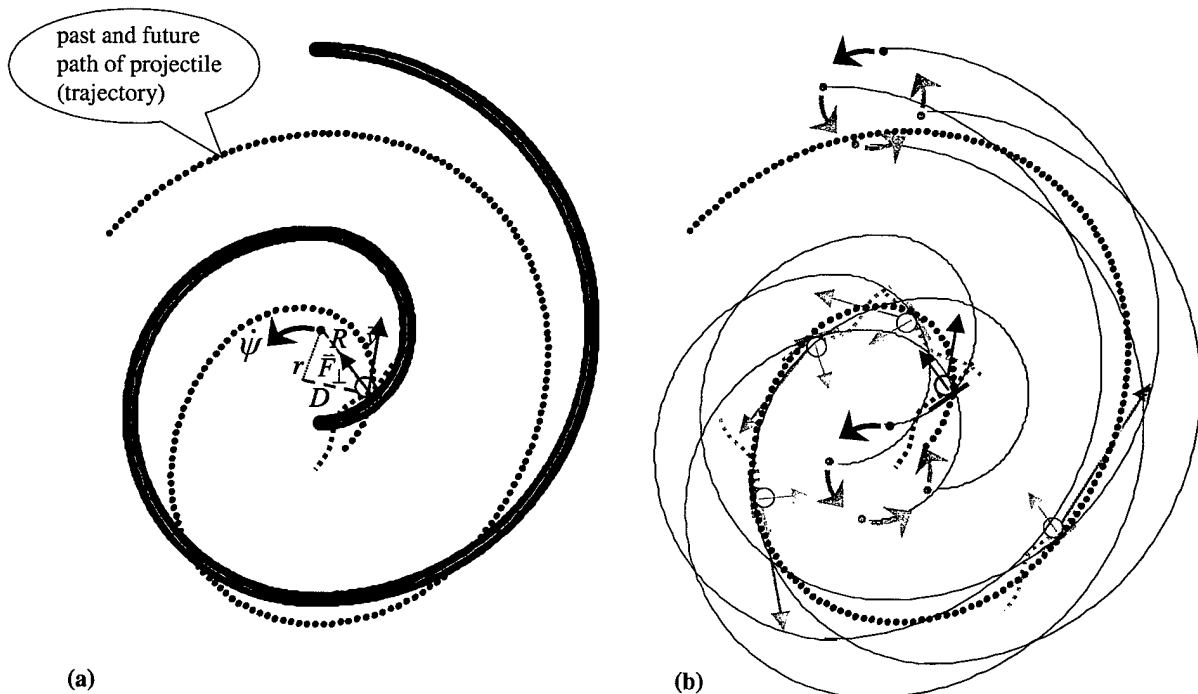 past and future
path of projectile
(trajectory)
ψ̇
R
r
F̄⊥
D
(a)
(b)